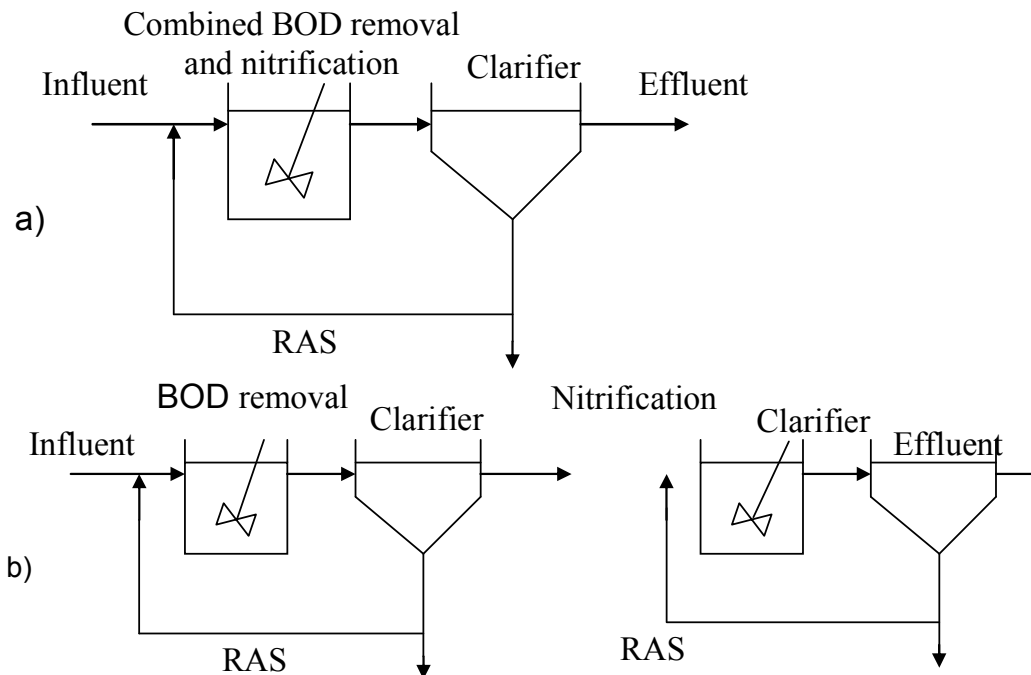 Combined BOD removal
and nitrification
Clarifier
Influent
Effluent
a)
RAS
BOD removal
Clarifier
Influent
Nitrification
Clarifier
Effluent
b)
RAS
RAS